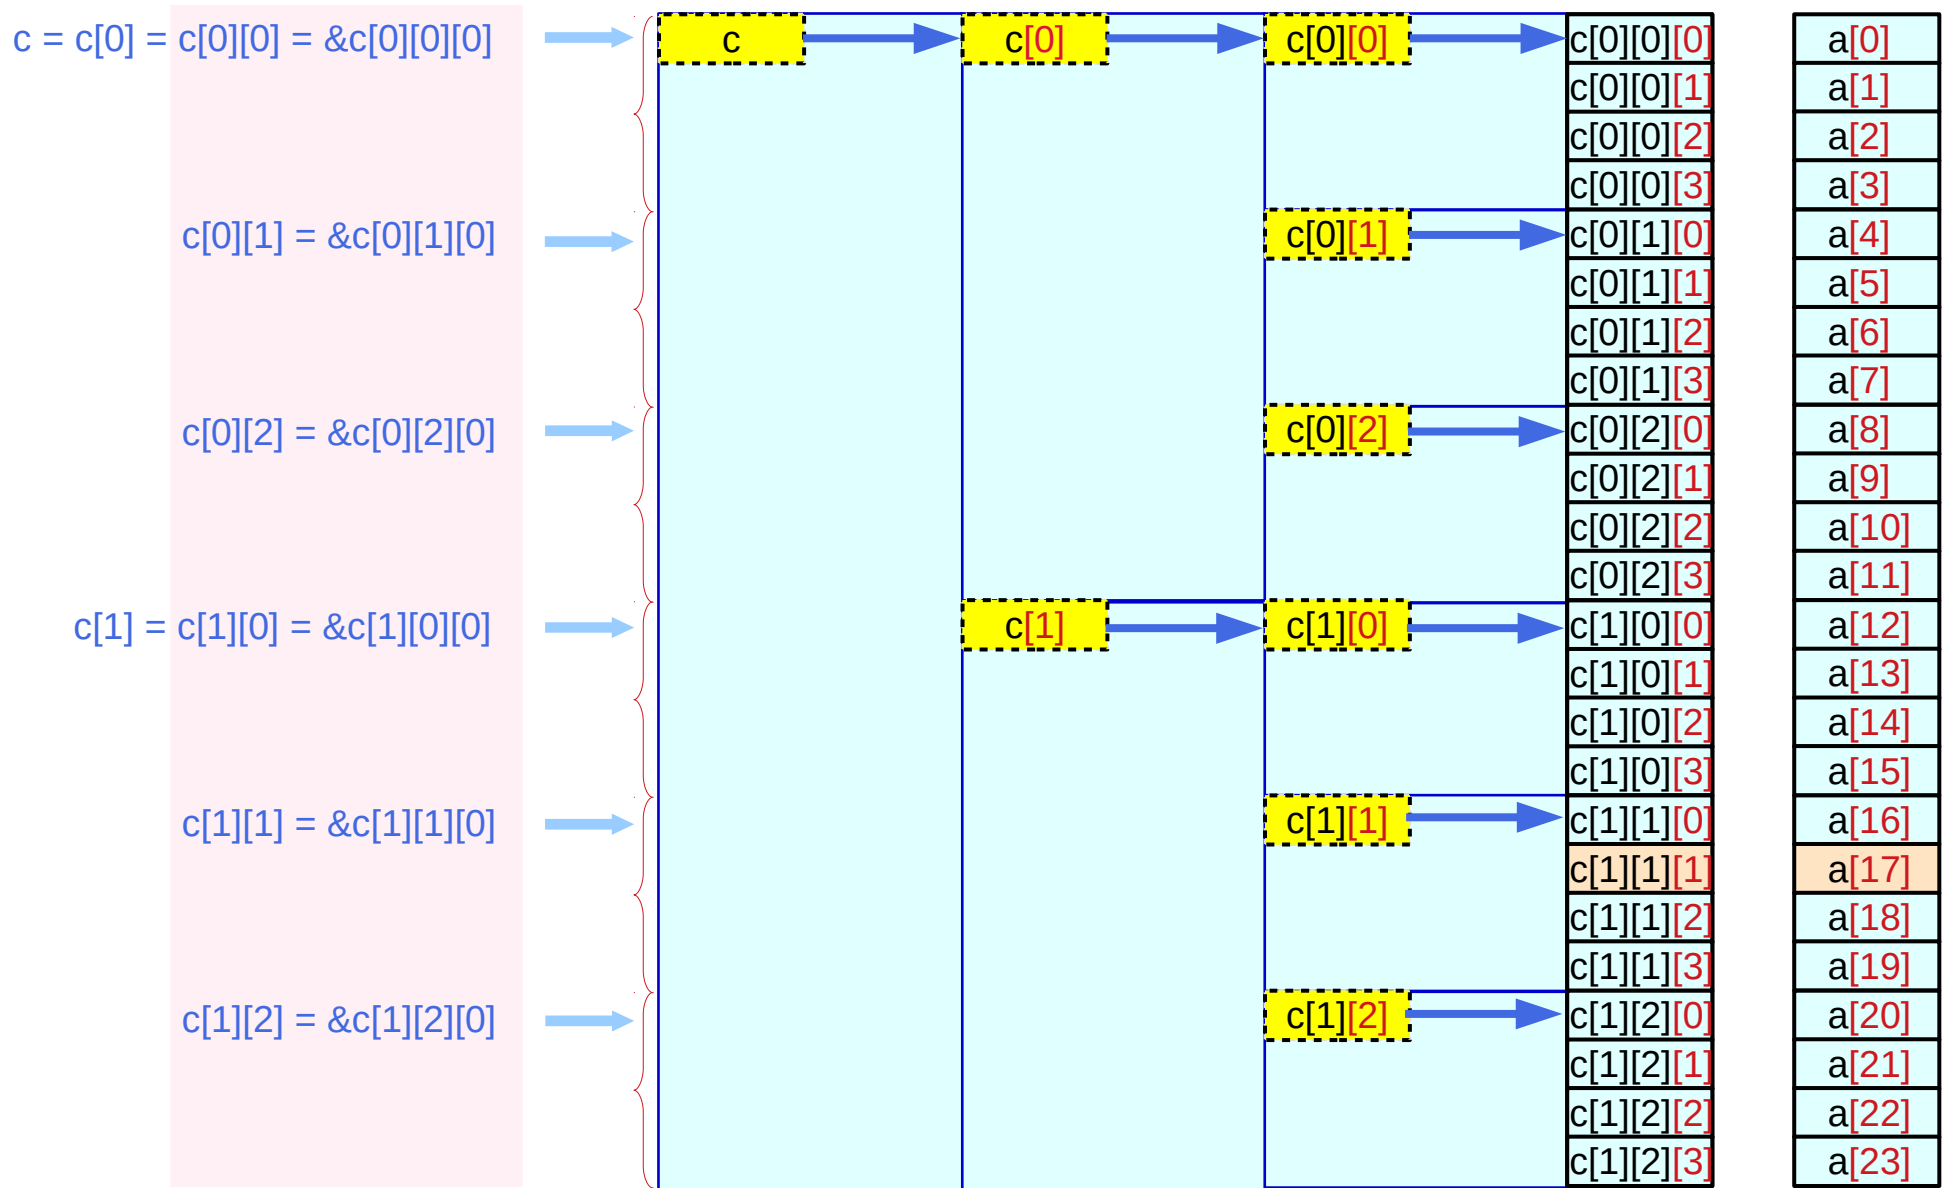 c = c[0] = c[0][0] = &c[0][0][0] c c[0] c[0][0] c[0][0][0] a[0]
c[0][0][1] a[1]
c[0][0][2] a[2]
c[0][0][3] a[3]
c[0][1] = &c[0][1][0] c[0][1] c[0][1][0] a[4]
c[0][1][1] a[5]
c[0][1][2] a[6]
c[0][1][3] a[7]
c[0][2] = &c[0][2][0] c[0][2] c[0][2][0] a[8]
c[0][2][1] a[9]
c[0][2][2] a[10]
c[0][2][3] a[11]
c[1] = c[1][0] = &c[1][0][0] c[1] c[1][0] c[1][0][0] a[12]
c[1][0][1] a[13]
c[1][0][2] a[14]
c[1][0][3] a[15]
c[1][1] = &c[1][1][0] c[1][1] c[1][1][0] a[16]
c[1][1][1] a[17]
c[1][1][2] a[18]
c[1][1][3] a[19]
c[1][2] = &c[1][2][0] c[1][2] c[1][2][0] a[20]
c[1][2][1] a[21]
c[1][2][2] a[22]
c[1][2][3] a[23]